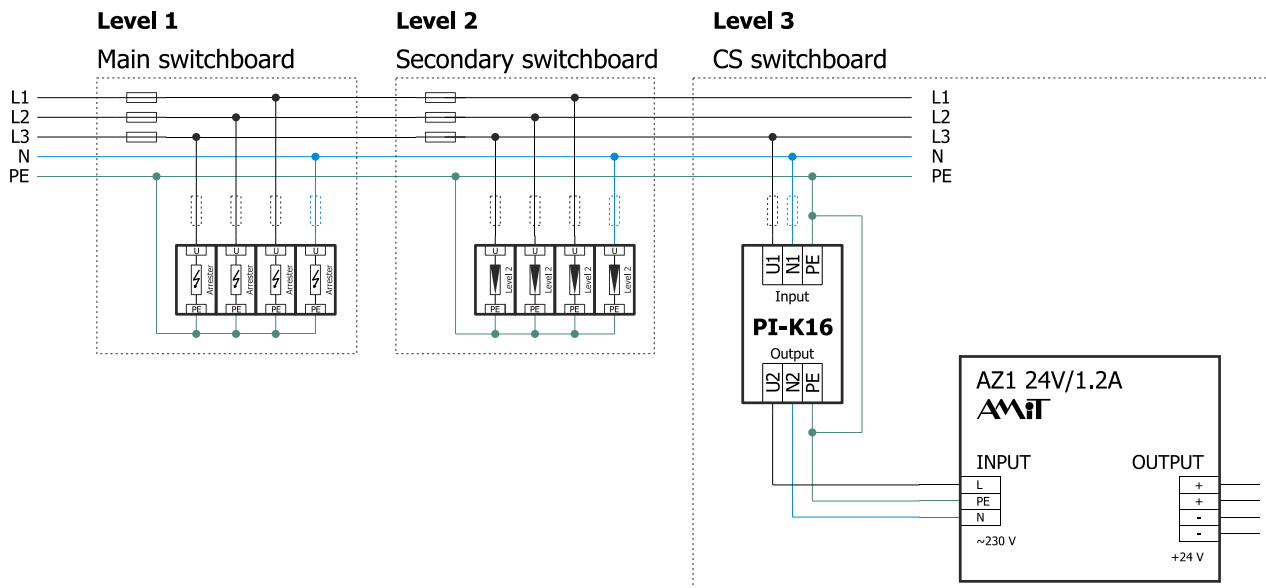 Level 1
Main switchboard
Level 2
Secondary switchboard
Level 3
CS switchboard
L1
L2
L3
N
PE
L1
L2
L3
N
PE
U
U
U
U
Arrester
Arrester
Arrester
Arrester
PE
PE
PE
PE
U
U
U
U
Level 2
Level 2
Level 2
Level 2
PE
PE
PE
PE
U1
N1
PE
Input
PI-K16
Output
U2
N2
PE
AZ1 24V/1.2A
AMiT
INPUT
OUTPUT
L
PE
N
~230 V
+
+
-
-
+24 V